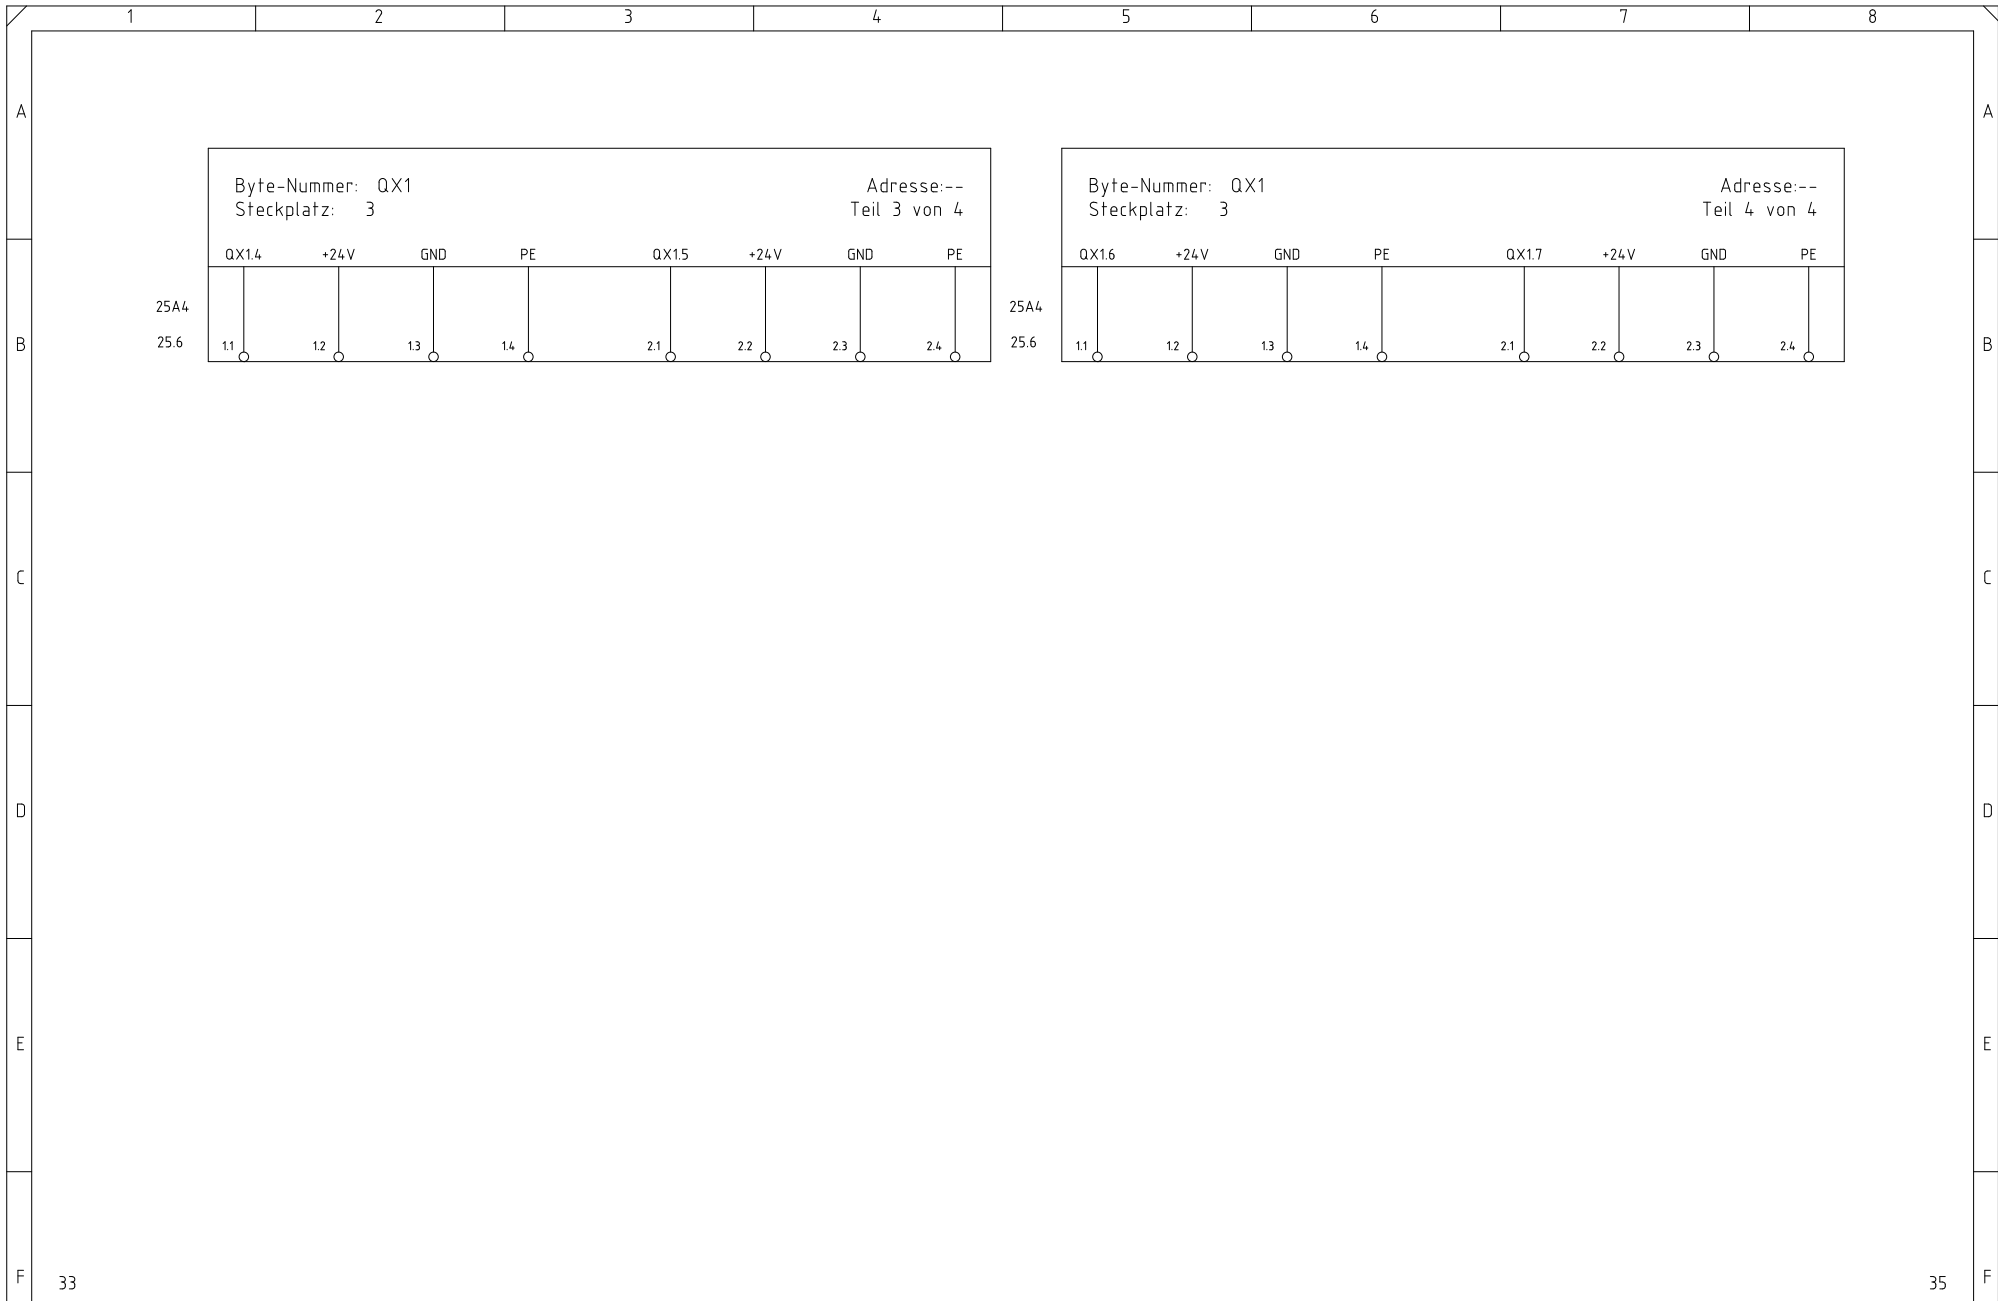 1 2 3 4 5 6 7 8
A A
Byte-Nummer: QX1 Adresse:-- Byte-Nummer: QX1 Adresse:--
Steckplatz: 3 Teil 3 von 4 Steckplatz: 3 Teil 4 von 4
QX1.4 +24V GND PE QX1.5 +24V GND PE QX1.6 +24V GND PE QX1.7 +24V GND PE
25A4 25A4
B 25.6 1.1 1.2 1.3 1.4 2.1 2.2 2.3 2.4 25.6 1.1 1.2 1.3 1.4 2.1 2.2 2.3 2.4 B
C C
D D
E E
F 33 35 F